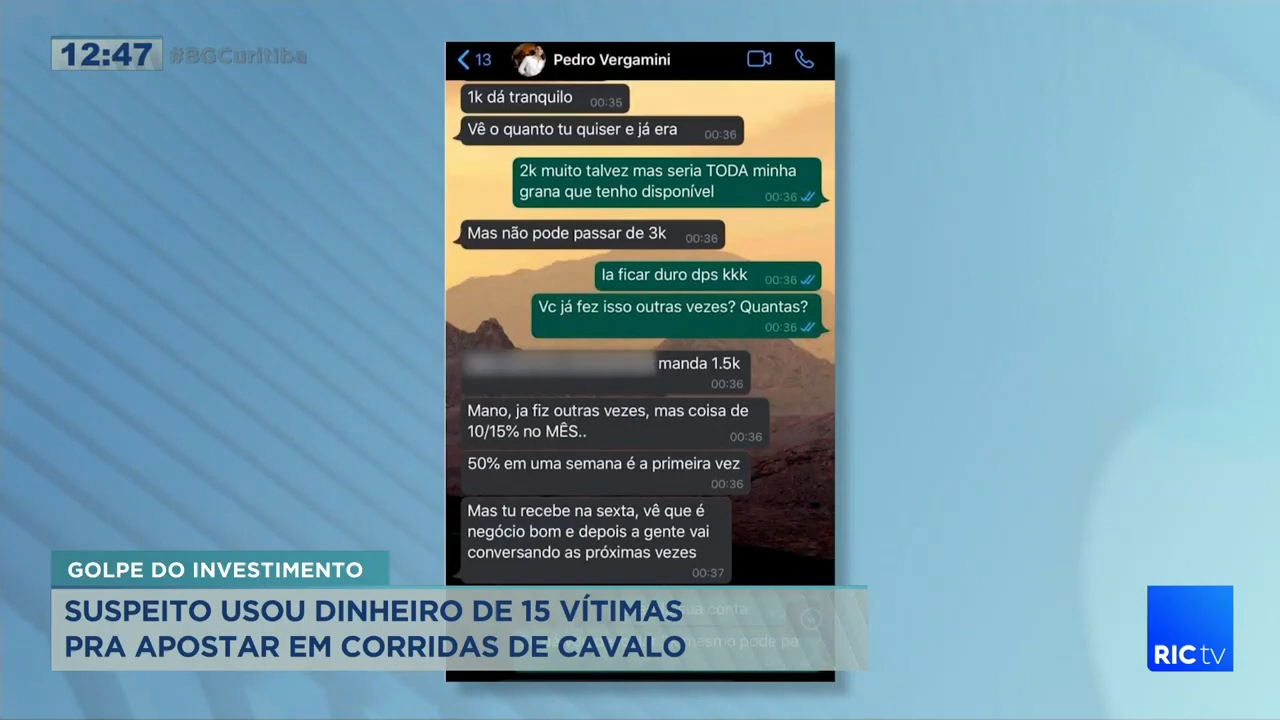 12:47 #BGCuritiba
13 Pedro Vergamini
1k dá tranquilo 00:35
Vê o quanto tu quiser e já era 00:36
2k muito talvez mas seria TODA minha
grana que tenho disponível 00:36
Mas não pode passar de 3k 00:36
Ia ficar duro dps kkk 00:36
Vc já fez isso outras vezes? Quantas?
00:36
manda 1.5k
00:36
Mano, ja fiz outras vezes, mas coisa de
10/15% no MÊS.. 00:36
50% em uma semana é a primeira vez
00:36
Mas tu recebe na sexta, vê que é
negócio bom e depois a gente vai
conversando as próximas vezes
00:37
GOLPE DO INVESTIMENTO
SUSPEITO USOU DINHEIRO DE 15 VÍTIMAS
PRA APOSTAR EM CORRIDAS DE CAVALO
conta
mesmo pode
RIC tv